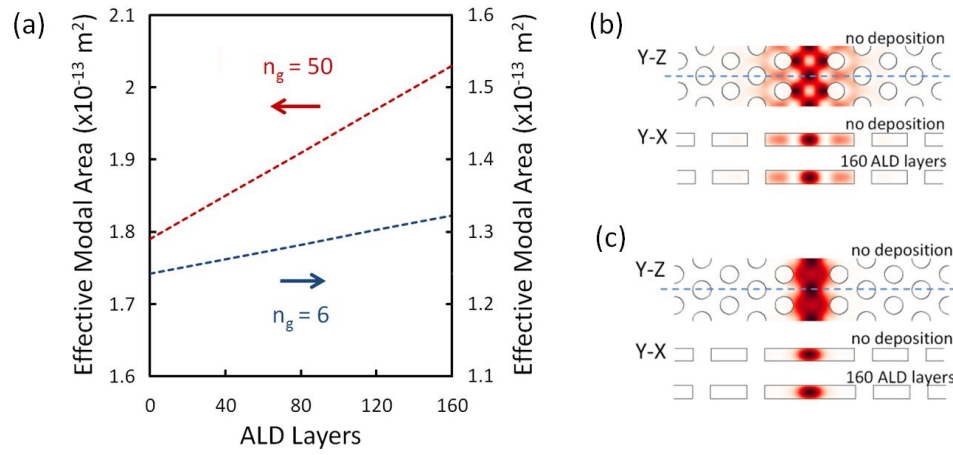 (a)
2.1
2
1.9
1.8
1.7
1.6
Effective Modal Area (x10⁻¹³ m²)
n_g = 50
n_g = 6
1.6
1.5
1.4
1.3
1.2
1.1
Effective Modal Area (x10⁻¹³ m²)
0 40 80 120 160
ALD Layers
(b)
no deposition
Y-Z
no deposition
Y-X
160 ALD layers
(c)
no deposition
Y-Z
no deposition
Y-X
160 ALD layers